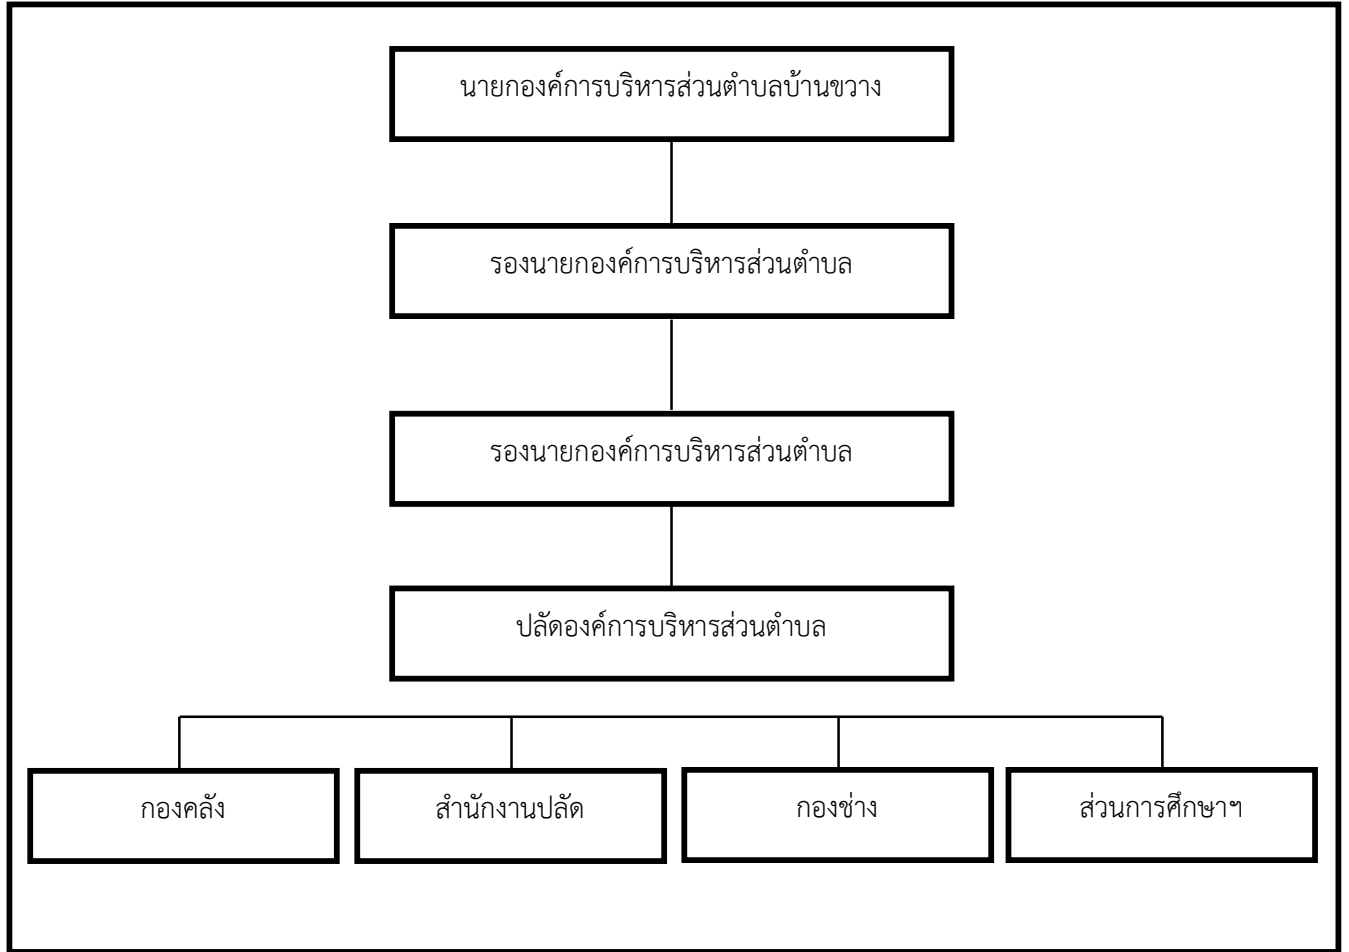 นายกองค์การบริหารส่วนตำบลบ้านขวาง
รองนายกองค์การบริหารส่วนตำบล
รองนายกองค์การบริหารส่วนตำบล
ปลัดองค์การบริหารส่วนตำบล
กองคลัง
สำนักงานปลัด
กองช่าง
ส่วนการศึกษาฯ